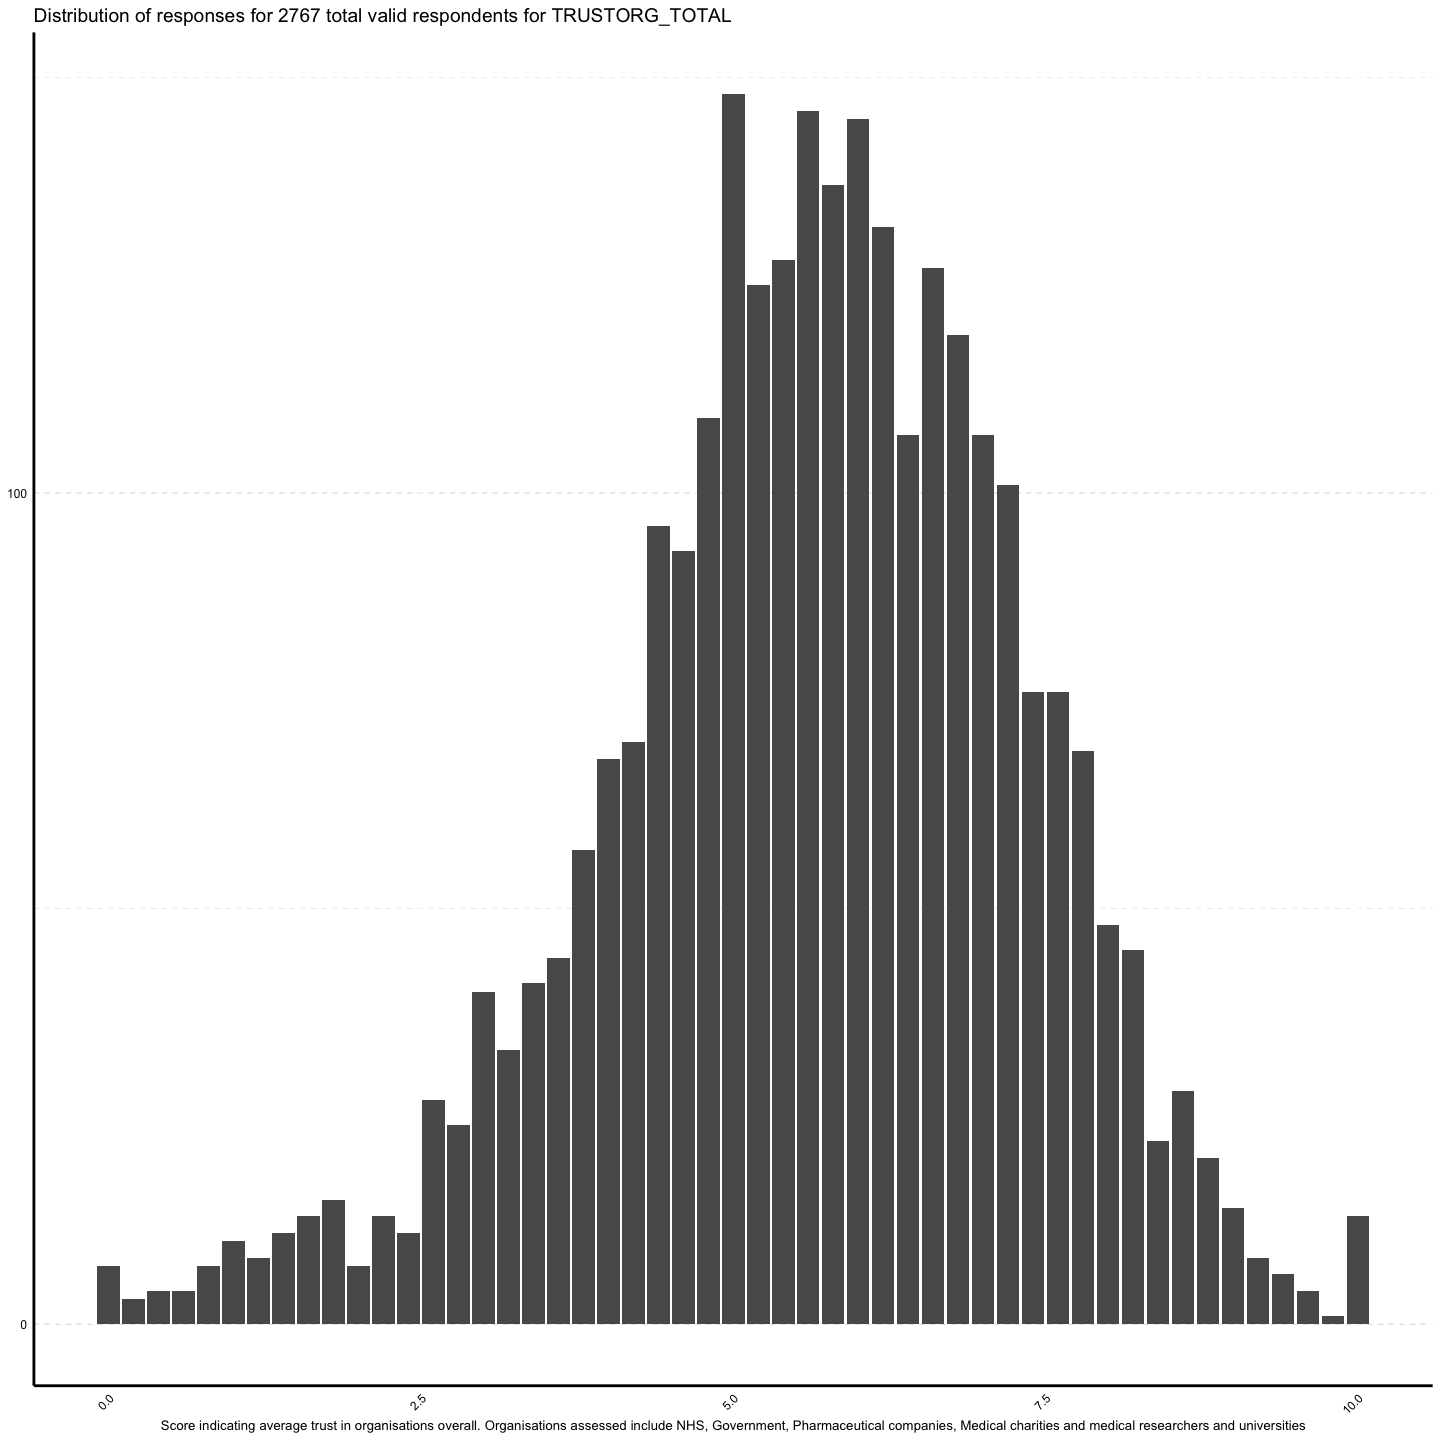 Distribution of responses for 2767 total valid respondents for TRUSTORG_TOTAL
100
0
0.0 2.5 5.0 7.5 10.0
Score indicating average trust in organisations overall. Organisations assessed include NHS, Government, Pharmaceutical companies, Medical charities and medical researchers and universities